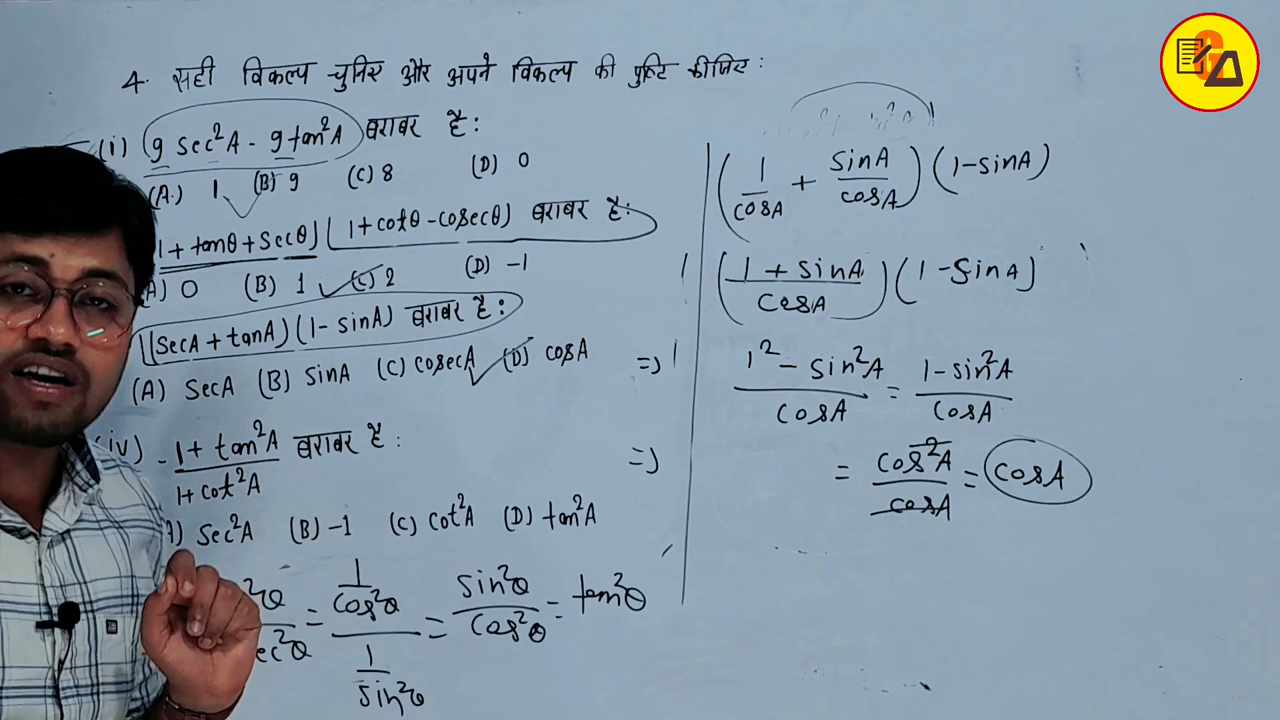 4. सही विकल्प चुनिए और अपने विकल्प की पुष्टि कीजिए :
(i) 9 sec²A - 9 tan²A बराबर है :
(A.) 1 (B) 9 (C) 8 (D) 0
1 + tanθ + secθ) (1 + cotθ - cosecθ) बराबर है :
A) 0 (B) 1 (C) 2 (D) -1
(secA + tanA) (1 - sinA) बराबर है :
(A) secA (B) sinA (C) cosecA (D) cosA
iv) 1 + tan²A / 1 + cot²A बराबर है :
A) sec²A (B) -1 (C) cot²A (D) tan²A
²θ / ec²θ = 1/cos²θ / 1/sin²θ = sin²θ / cos²θ = tan²θ
(1/cosA + sinA/cosA) (1 - sinA)
(1 + sinA / cosA) (1 - sinA)
=> 1² - sin²A / cosA = 1 - sin²A / cosA
=> = cos²A / cosA = cosA